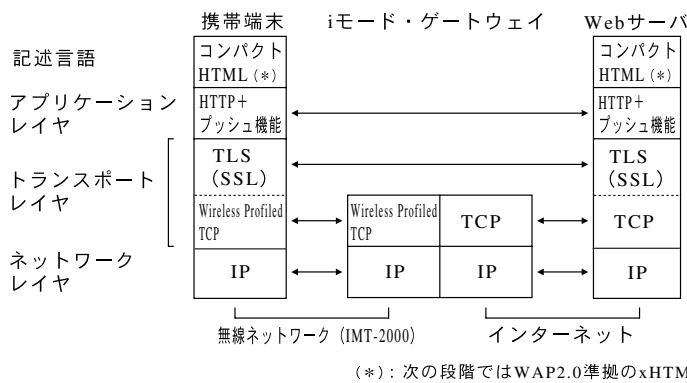 携帯端末 iモード・ゲートウェイ Webサーバ
記述言語
コンパクト
HTML (*)
コンパクト
HTML (*)
アプリケーション
レイヤ
HTTP+
プッシュ機能
HTTP+
プッシュ機能
トランスポート
レイヤ
TLS
(SSL)
TLS
(SSL)
Wireless Profiled
TCP
Wireless Profiled
TCP
TCP
TCP
ネットワーク
レイヤ
IP
IP
IP
IP
無線ネットワーク (IMT-2000)
インターネット
(*): 次の段階ではWAP2.0準拠のxHTM